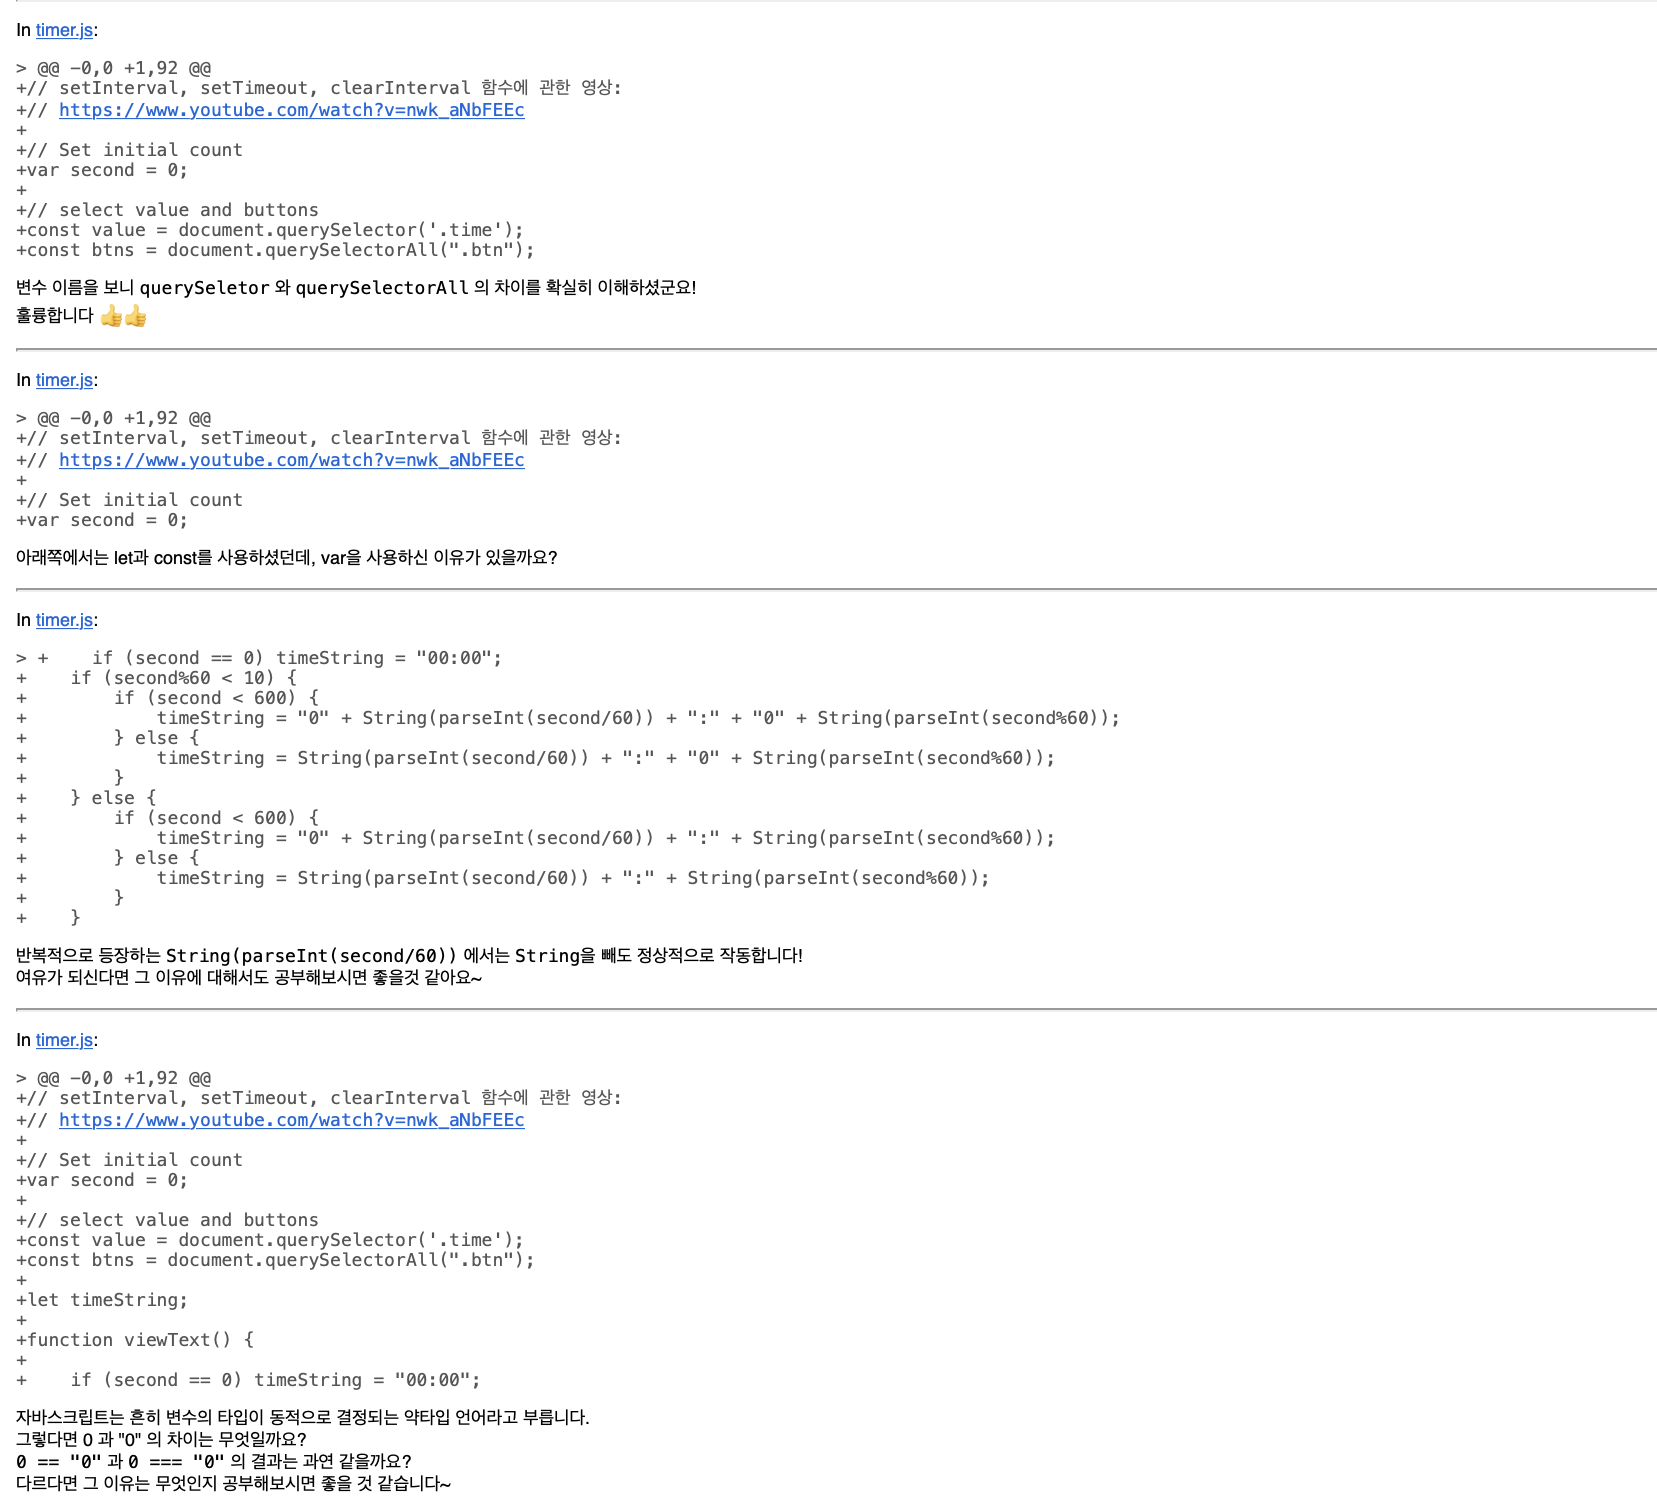 In timer.js:
> @@ -0,0 +1,92 @@
+// setInterval, setTimeout, clearInterval 함수에 관한 영상:
+// https://www.youtube.com/watch?v=nwk_aNbFEEc
+
+// Set initial count
+var second = 0;
+
+// select value and buttons
+const value = document.querySelector('.time');
+const btns = document.querySelectorAll(".btn");
변수 이름을 보니 querySeletor 와 querySelectorAll 의 차이를 확실히 이해하셨군요!
훌륭합니다 👍👍
In timer.js:
> @@ -0,0 +1,92 @@
+// setInterval, setTimeout, clearInterval 함수에 관한 영상:
+// https://www.youtube.com/watch?v=nwk_aNbFEEc
+
+// Set initial count
+var second = 0;
아래쪽에서는 let과 const를 사용하셨던데, var을 사용하신 이유가 있을까요?
In timer.js:
> +    if (second == 0) timeString = "00:00";
+    if (second%60 < 10) {
+        if (second < 600) {
+            timeString = "0" + String(parseInt(second/60)) + ":" + "0" + String(parseInt(second%60));
+        } else {
+            timeString = String(parseInt(second/60)) + ":" + "0" + String(parseInt(second%60));
+        }
+    } else {
+        if (second < 600) {
+            timeString = "0" + String(parseInt(second/60)) + ":" + String(parseInt(second%60));
+        } else {
+            timeString = String(parseInt(second/60)) + ":" + String(parseInt(second%60));
+        }
+    }
반복적으로 등장하는 String(parseInt(second/60)) 에서는 String을 빼도 정상적으로 작동합니다!
여유가 되신다면 그 이유에 대해서도 공부해보시면 좋을것 같아요~
In timer.js:
> @@ -0,0 +1,92 @@
+// setInterval, setTimeout, clearInterval 함수에 관한 영상:
+// https://www.youtube.com/watch?v=nwk_aNbFEEc
+
+// Set initial count
+var second = 0;
+
+// select value and buttons
+const value = document.querySelector('.time');
+const btns = document.querySelectorAll(".btn");
+
+let timeString;
+
+function viewText() {
+
+    if (second == 0) timeString = "00:00";
자바스크립트는 흔히 변수의 타입이 동적으로 결정되는 약타입 언어라고 부릅니다.
그렇다면 0 과 "0" 의 차이는 무엇일까요?
0 == "0" 과 0 === "0" 의 결과는 과연 같을까요?
다르다면 그 이유는 무엇인지 공부해보시면 좋을 것 같습니다~